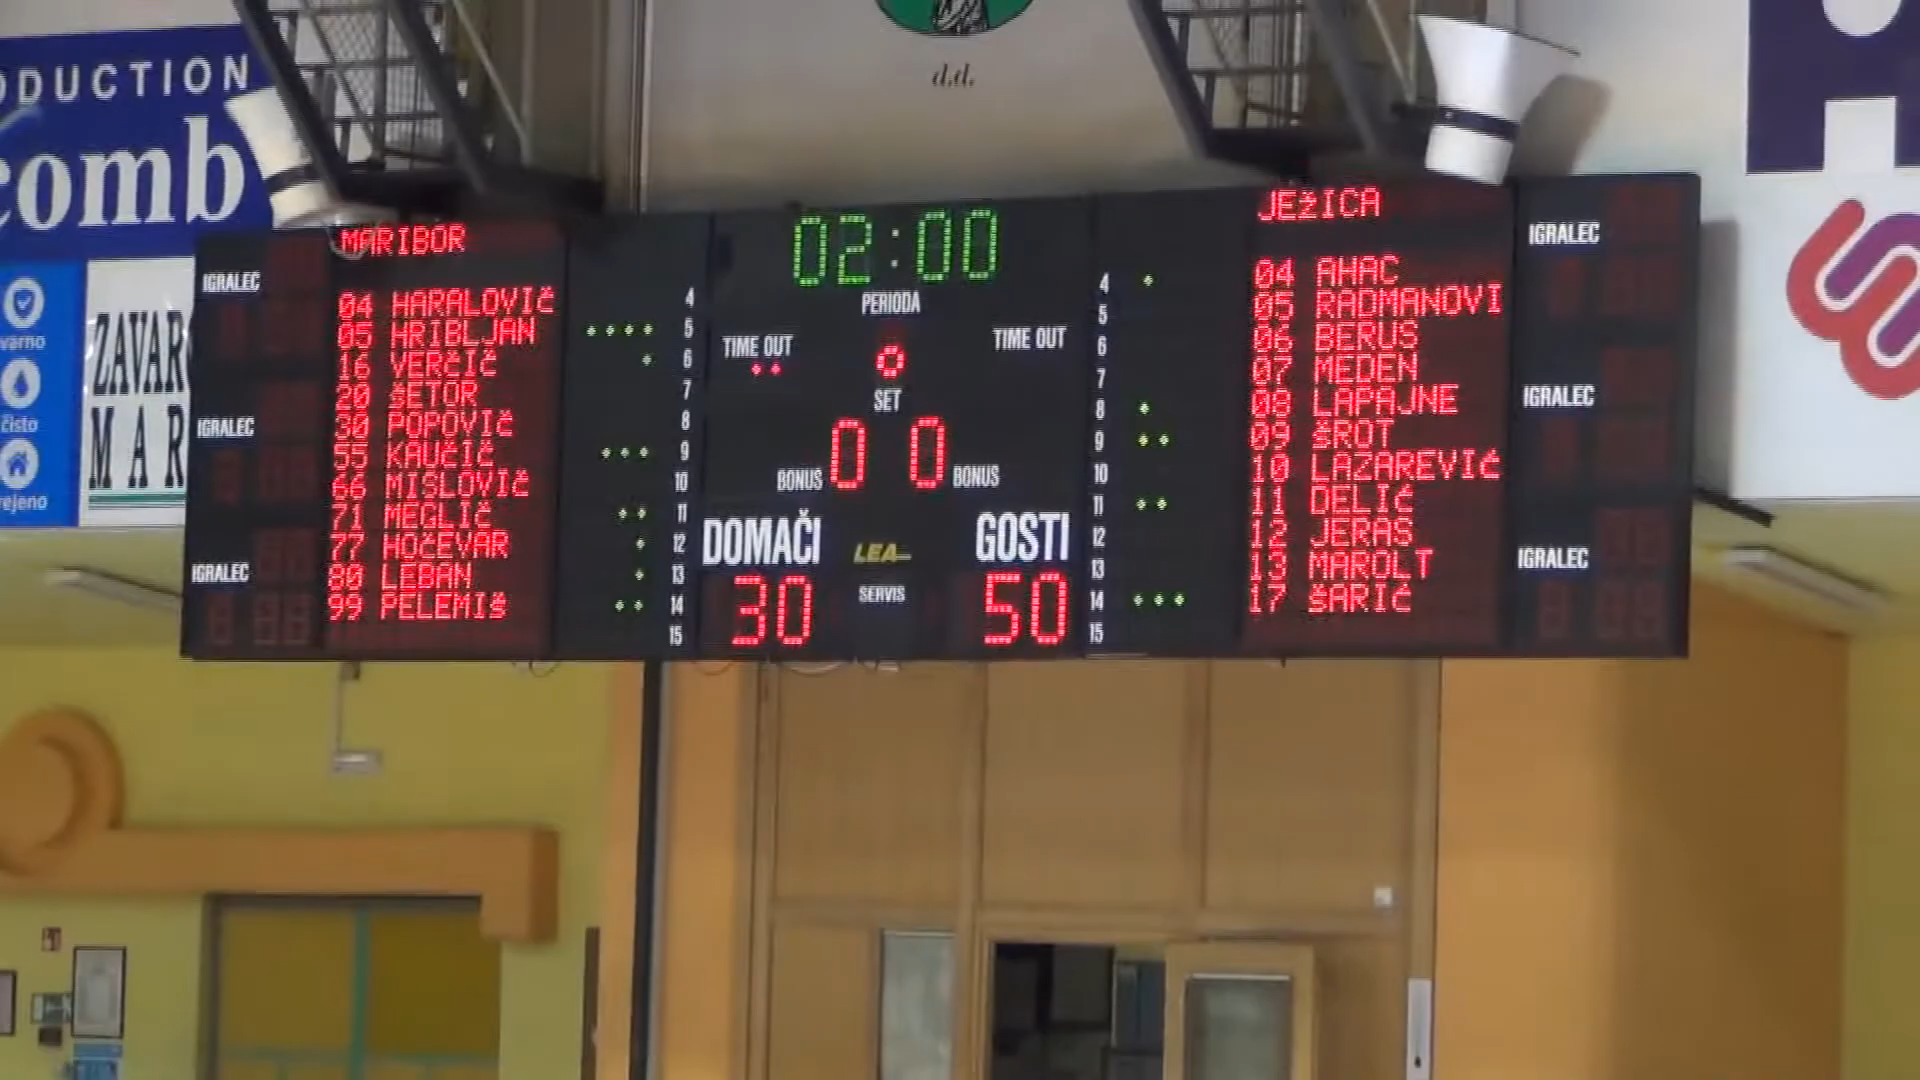 ODUCTION
comb
varno
čisto
rejeno
ZAVAR
MAR
d.d.
MARIBOR
IGRALEC
IGRALEC
IGRALEC
04 HARALOVIč
05 HRIBLJAN
16 VERčIč
20 šETOR
30 POPOVIč
55 KAUčIč
66 MISLOVIč
71 MEGLIč
77 HOčEVAR
80 LEBAN
99 PELEMIš
4
5
6
7
8
9
10
11
12
13
14
15
02:00
PERIODA
TIME OUT
TIME OUT
SET
0 0
BONUS
BONUS
DOMAČI
LEA
GOSTI
30
SERVIS
50
4
5
6
7
8
9
10
11
12
13
14
15
JEžICA
04 AHAC
05 RADMANOVI
06 BERUS
07 MEDEN
08 LAPAJNE
09 šROT
10 LAZAREVIć
11 DELIć
12 JERAS
13 MAROLT
17 šARIć
IGRALEC
IGRALEC
IGRALEC